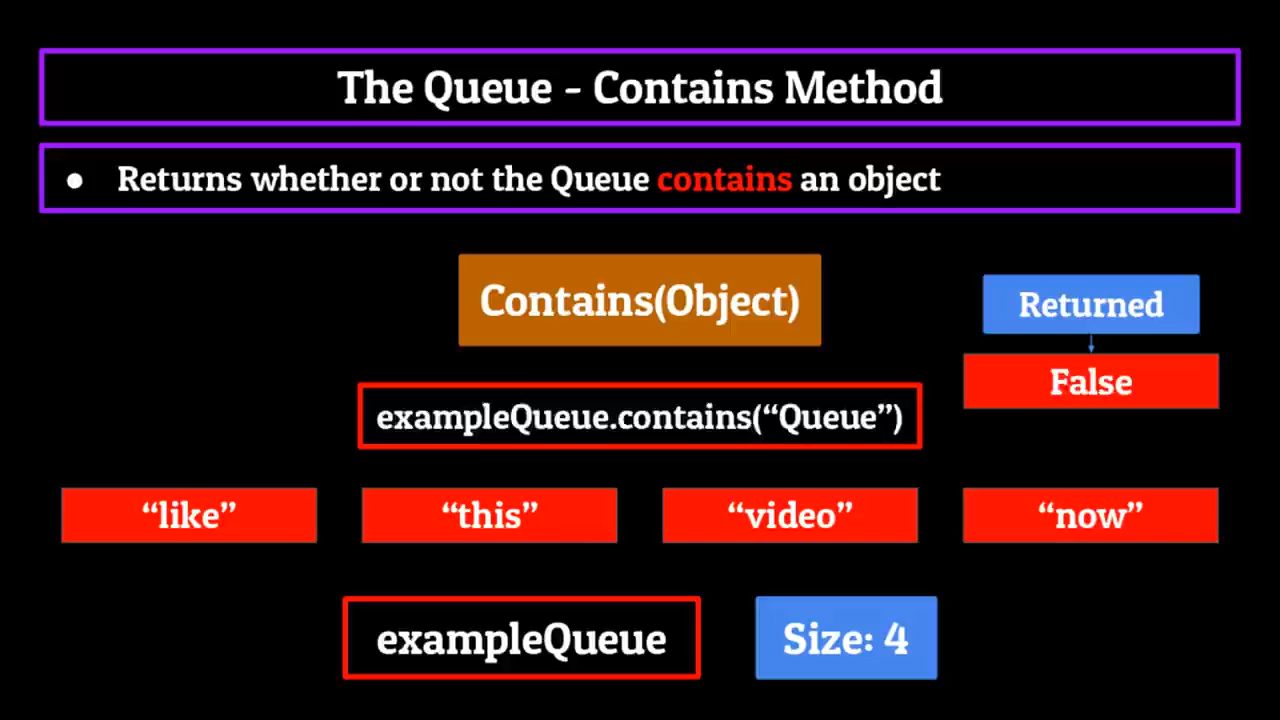 The Queue - Contains Method
● Returns whether or not the Queue contains an object
Contains(Object)
Returned
False
exampleQueue.contains(“Queue”)
“like”
“this”
“video”
“now”
exampleQueue
Size: 4